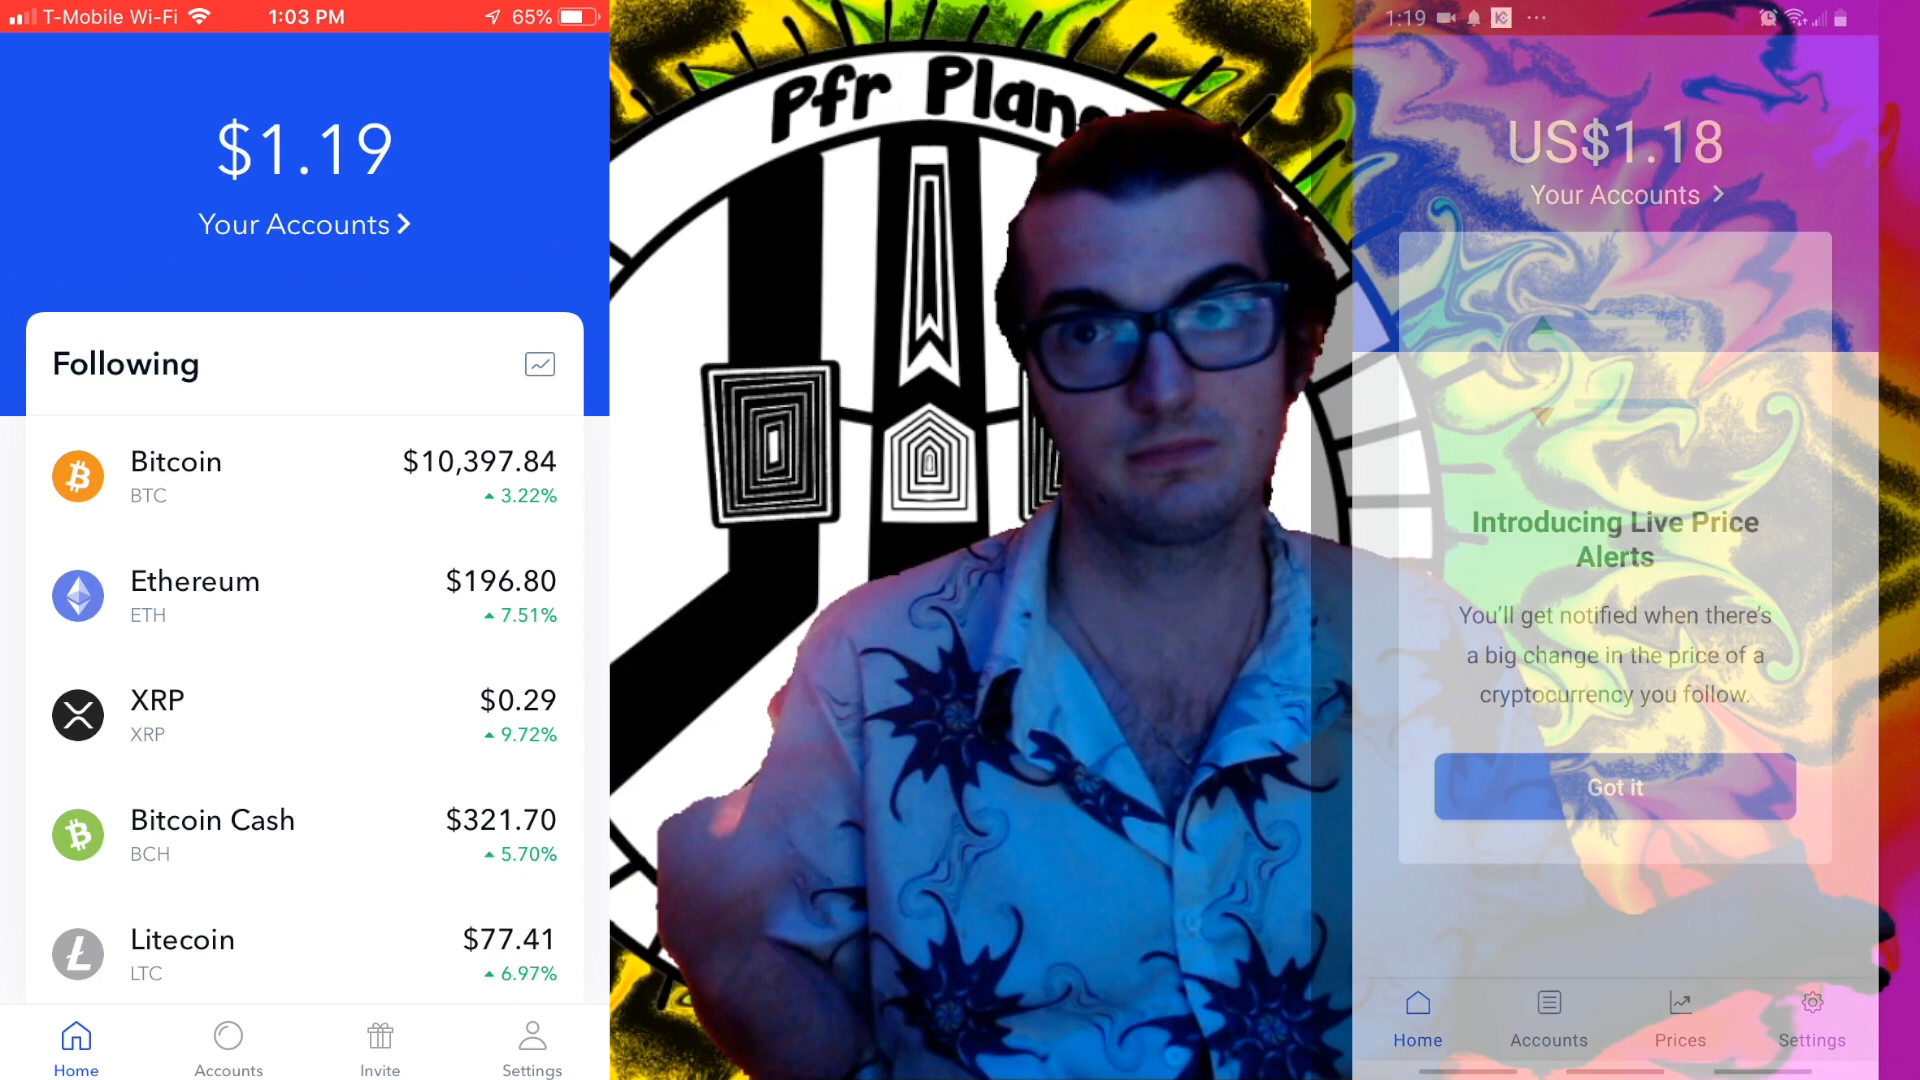 T-Mobile Wi-Fi 1:03 PM 65%
$1.19
Your Accounts
Following
Bitcoin $10,397.84
BTC 3.22%
Ethereum $196.80
ETH 7.51%
XRP $0.29
XRP 9.72%
Bitcoin Cash $321.70
BCH 5.70%
Litecoin $77.41
LTC 6.97%
Home Accounts Invite Settings
Pfr
1:19
US$1.18
Your Accounts
Introducing Live Price
Alerts
You'll get notified when there's
a big change in the price of a
cryptocurrency you follow.
Got it
Home Accounts Prices Settings